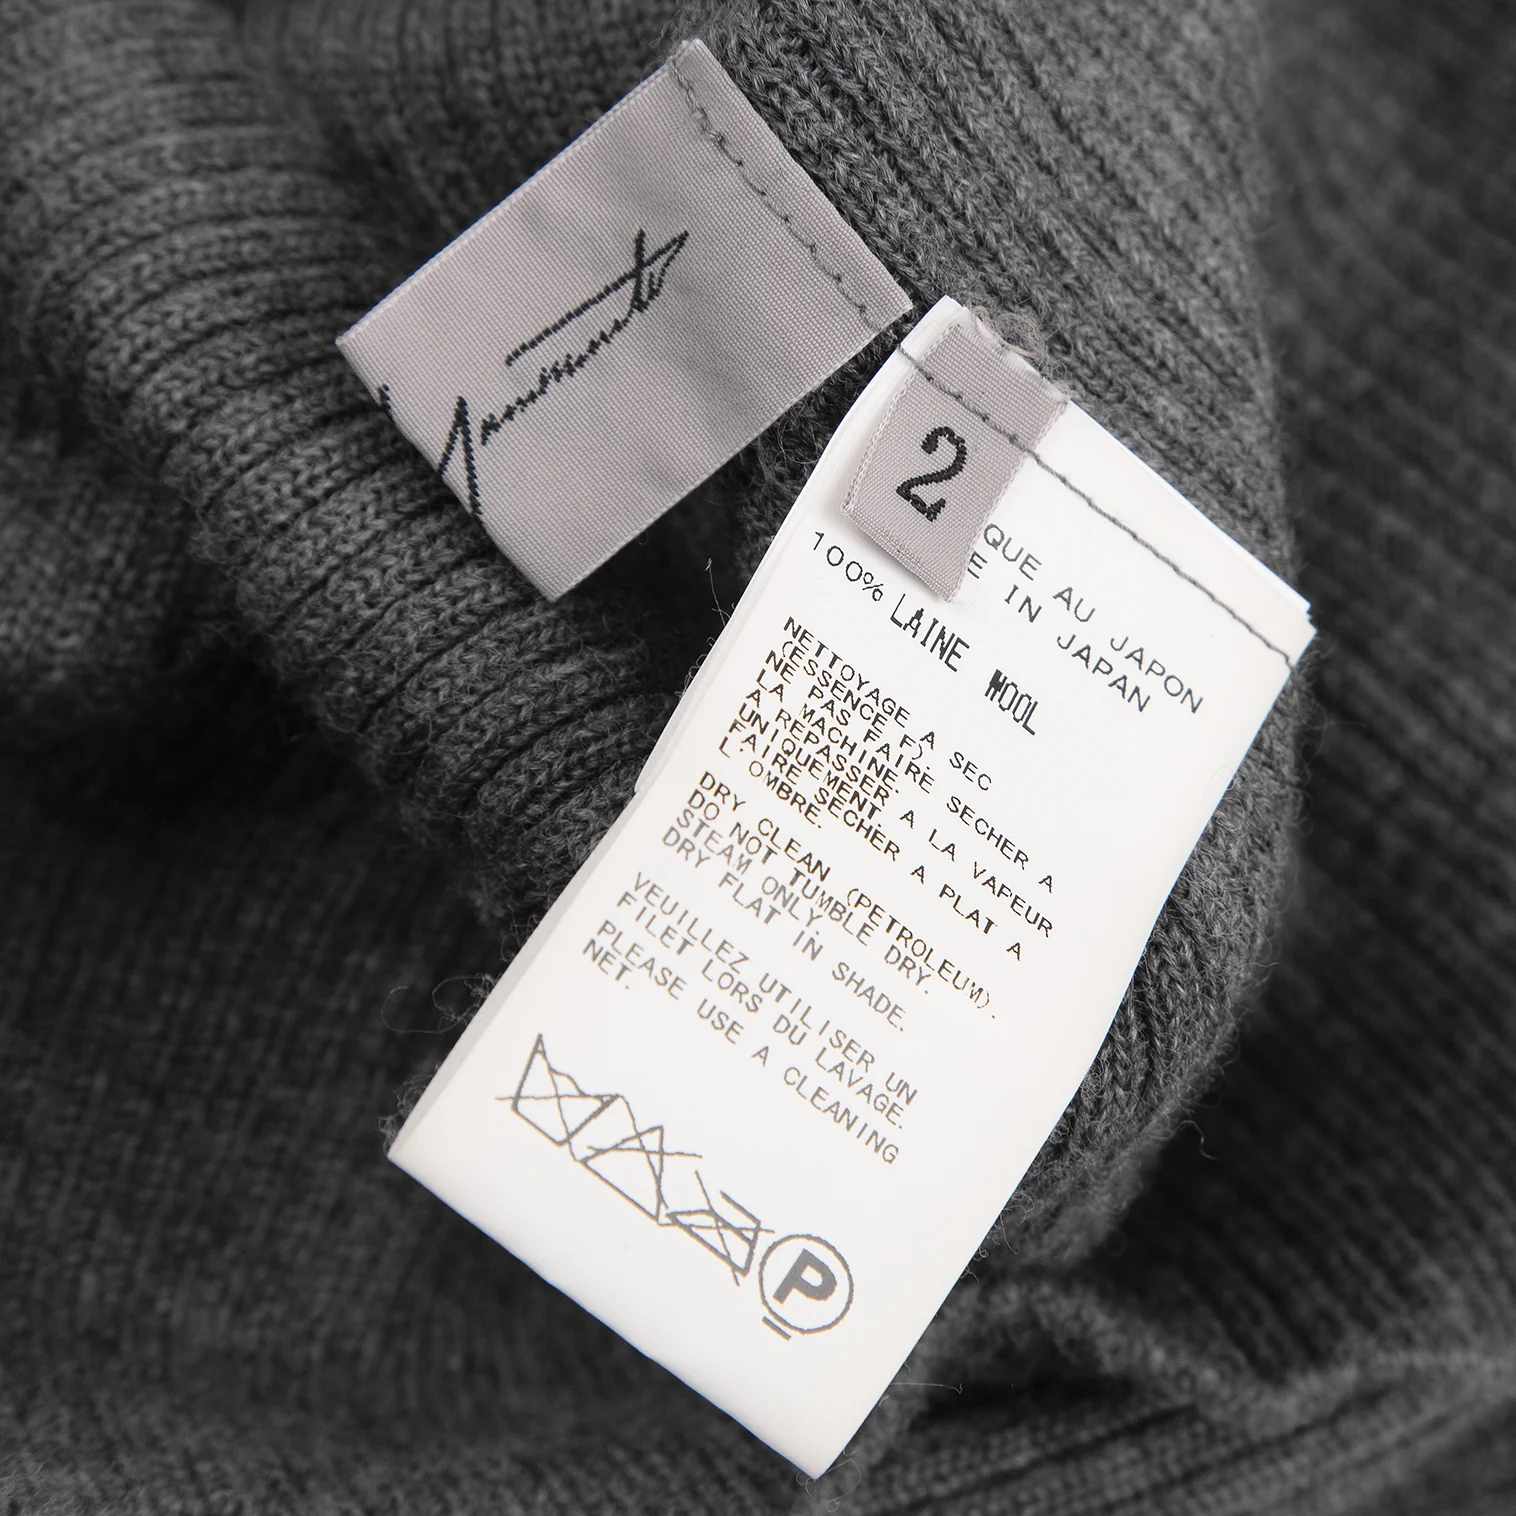 2
QUE AU JAPON
E IN JAPAN
100% LAINE WOOL
NETTOYAGE A SEC
(ESSENCE F).
NE PAS FAIRE SECHER A
LA MACHINE.
A REPASSER A LA VAPEUR
UNIQUEMENT.
FAIRE SECHER A PLAT A
L'OMBRE.
DRY CLEAN (PETROLEUM).
DO NOT TUMBLE DRY.
STEAM ONLY.
DRY FLAT IN SHADE.
VEUILLEZ UTILISER UN
FILET LORS DU LAVAGE.
PLEASE USE A CLEANING
NET.
P